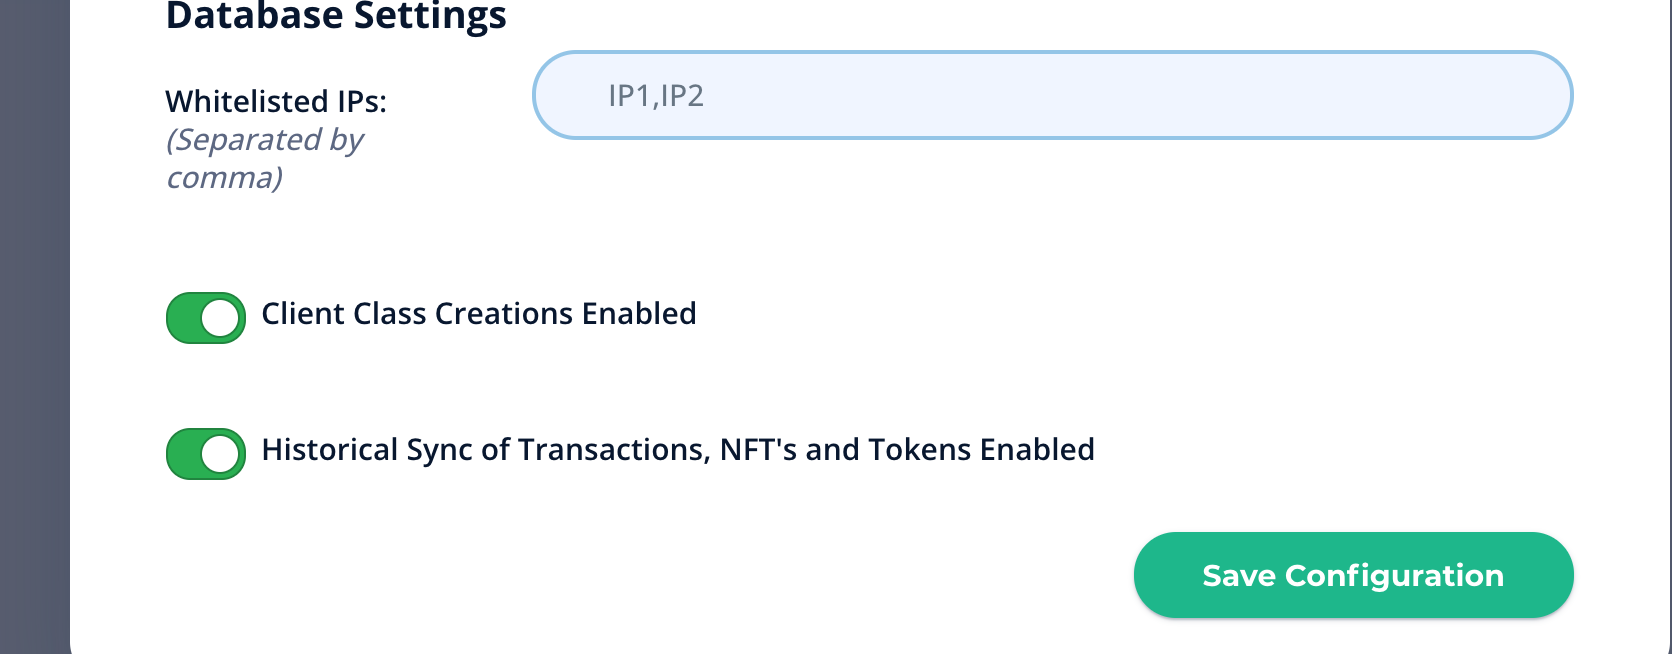 Database Settings
Whitelisted IPs:
(Separated by
comma)
IP1,IP2
Client Class Creations Enabled
Historical Sync of Transactions, NFT's and Tokens Enabled
Save Configuration